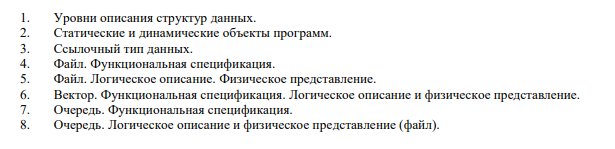 1. Уровни описания структур данных.
2. Статические и динамические объекты программ.
3. Ссылочный тип данных.
4. Файл. Функциональная спецификация.
5. Файл. Логическое описание. Физическое представление.
6. Вектор. Функциональная спецификация. Логическое описание и физическое представление.
7. Очередь. Функциональная спецификация.
8. Очередь. Логическое описание и физическое представление (файл).